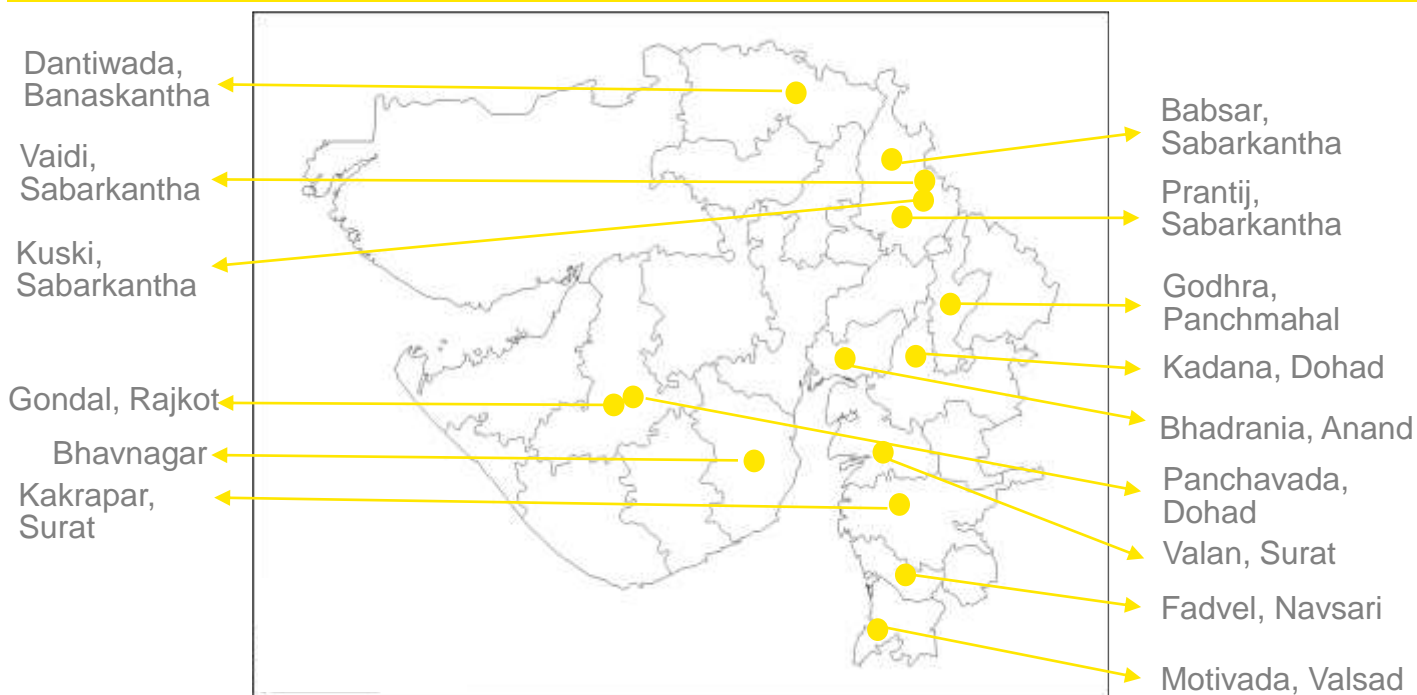 Dantiwada,
Banaskantha
Vaidi,
Sabarkantha
Kuski,
Sabarkantha
Gondal, Rajkot
Bhavnagar
Kakrapar,
Surat
Babsar,
Sabarkantha
Prantij,
Sabarkantha
Godhra,
Panchmahal
Kadana, Dohad
Bhadrania, Anand
Panchavada,
Dohad
Valan, Surat
Fadvel, Navsari
Motivada, Valsad